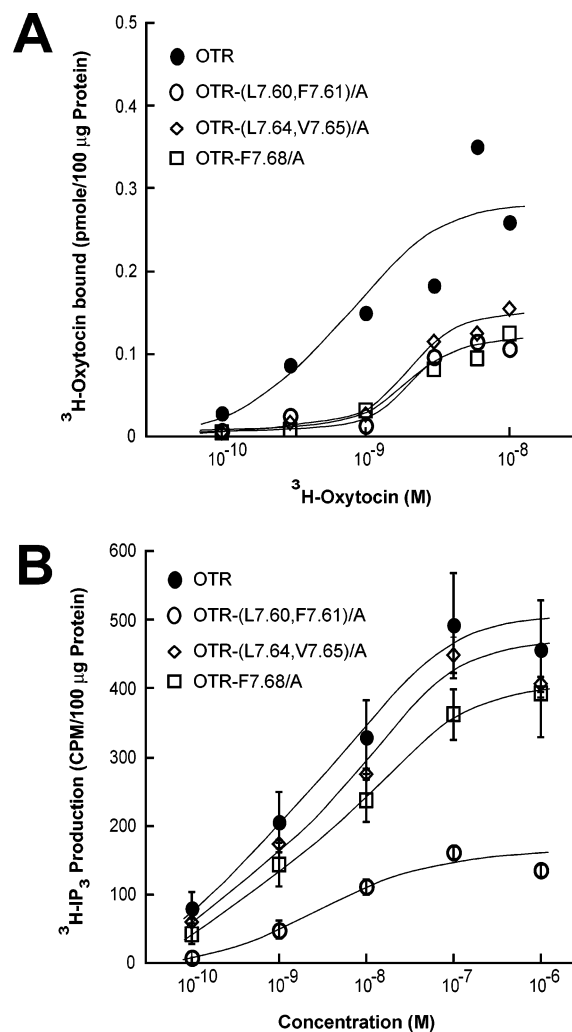 A
³H-Oxytocin bound (pmole/100 µg Protein)
0.5
0.4
0.3
0.2
0.1
0
OTR
OTR-(L7.60,F7.61)/A
OTR-(L7.64,V7.65)/A
OTR-F7.68/A
10⁻¹⁰ 10⁻⁹ 10⁻⁸
³H-Oxytocin (M)
B
³H-IP₃ Production (CPM/100 µg Protein)
600
500
400
300
200
100
0
OTR
OTR-(L7.60,F7.61)/A
OTR-(L7.64,V7.65)/A
OTR-F7.68/A
10⁻¹⁰ 10⁻⁹ 10⁻⁸ 10⁻⁷ 10⁻⁶
Concentration (M)